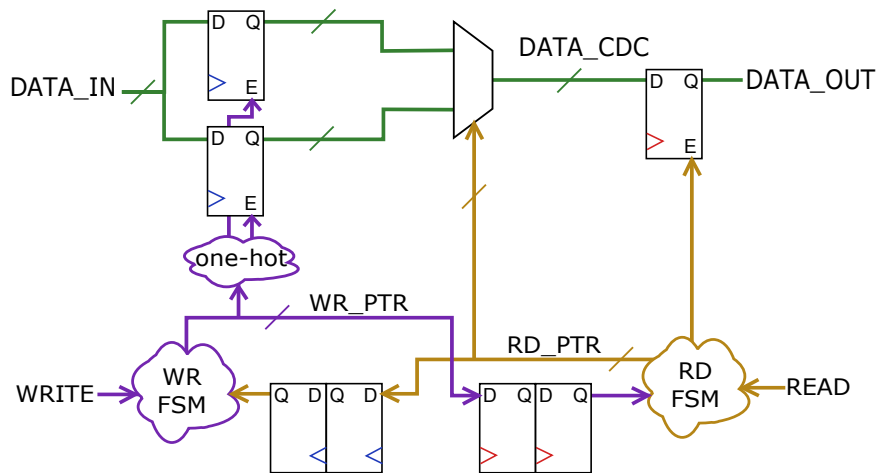 D Q
E
DATA_IN
D Q
E
DATA_CDC
D Q
E
DATA_OUT
one-hot
WR_PTR
RD_PTR
WRITE
WR
FSM
Q D Q D
D Q D Q
RD
FSM
READ